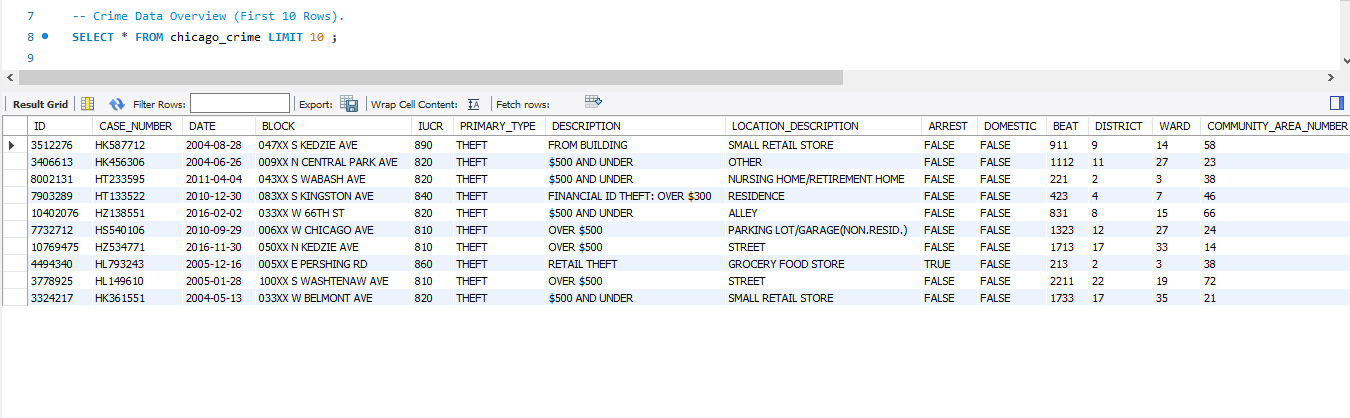 7 -- Crime Data Overview (First 10 Rows).
8 SELECT * FROM chicago_crime LIMIT 10 ;
9
Result Grid Filter Rows: Export: Wrap Cell Content: IA Fetch rows:
ID CASE_NUMBER DATE BLOCK IUCR PRIMARY_TYPE DESCRIPTION LOCATION_DESCRIPTION ARREST DOMESTIC BEAT DISTRICT WARD COMMUNITY_AREA_NUMBER
3512276 HK587712 2004-08-28 047XX S KEDZIE AVE 890 THEFT FROM BUILDING SMALL RETAIL STORE FALSE FALSE 911 9 14 58
3406613 HK456306 2004-06-26 009XX N CENTRAL PARK AVE 820 THEFT $500 AND UNDER OTHER FALSE FALSE 1112 11 27 23
8002131 HT233595 2011-04-04 043XX S WABASH AVE 820 THEFT $500 AND UNDER NURSING HOME/RETIREMENT HOME FALSE FALSE 221 2 3 38
7903289 HT133522 2010-12-30 083XX S KINGSTON AVE 840 THEFT FINANCIAL ID THEFT: OVER $300 RESIDENCE FALSE FALSE 423 4 7 46
10402076 HZ138551 2016-02-02 033XX W 66TH ST 820 THEFT $500 AND UNDER ALLEY FALSE FALSE 831 8 15 66
7732712 HS540106 2010-09-29 006XX W CHICAGO AVE 810 THEFT OVER $500 PARKING LOT/GARAGE(NON.RESID.) FALSE FALSE 1323 12 27 24
10769475 HZ534771 2016-11-30 050XX N KEDZIE AVE 810 THEFT OVER $500 STREET FALSE FALSE 1713 17 33 14
4494340 HL793243 2005-12-16 005XX E PERSHING RD 860 THEFT RETAIL THEFT GROCERY FOOD STORE TRUE FALSE 213 2 3 38
3778925 HL149610 2005-01-28 100XX S WASHTENAW AVE 810 THEFT OVER $500 STREET FALSE FALSE 2211 22 19 72
3324217 HK361551 2004-05-13 033XX W BELMONT AVE 820 THEFT $500 AND UNDER SMALL RETAIL STORE FALSE FALSE 1733 17 35 21